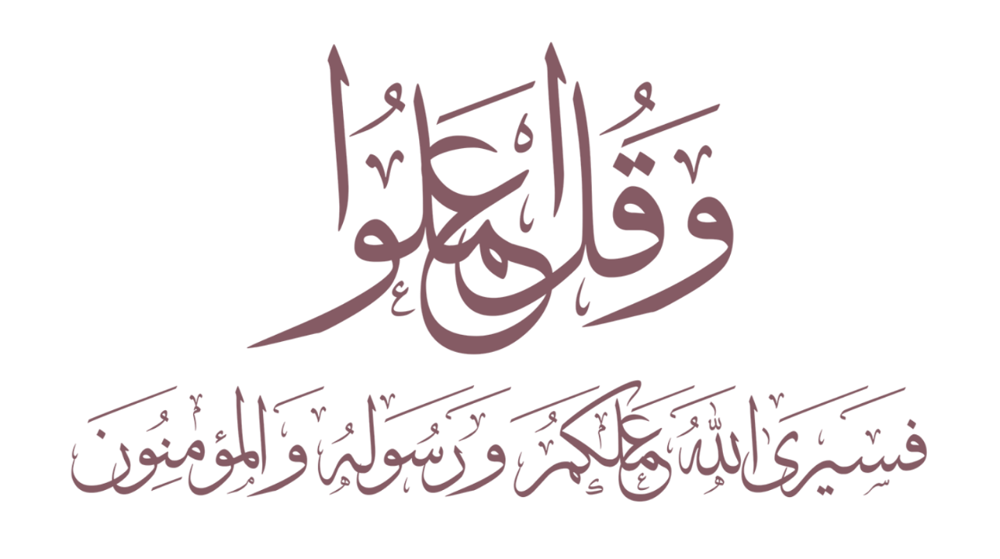 وَقُلِ اعْمَلُوا
فَسَيَرَى اللَّهُ عَمَلَكُمْ وَرَسُولُهُ وَالْمُؤْمِنُونَ